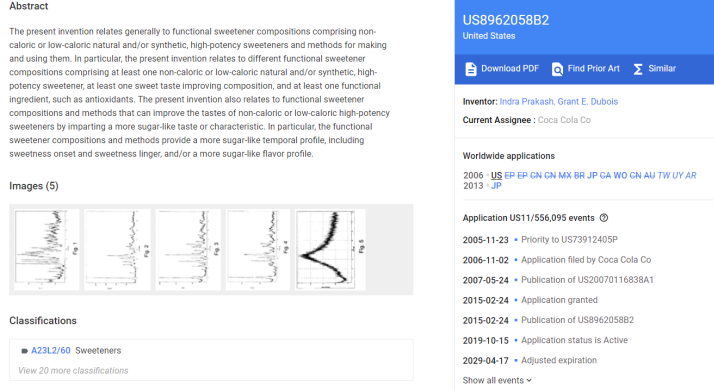 Abstract
The present invention relates generally to functional sweetener compositions comprising non-
caloric or low-caloric natural and/or synthetic, high-potency sweeteners and methods for making
and using them. In particular, the present invention relates to different functional sweetener
compositions comprising at least one non-caloric or low-caloric natural and/or synthetic, high-
potency sweetener, at least one sweet taste improving composition, and at least one functional
ingredient, such as antioxidants. The present invention also relates to functional sweetener
compositions and methods that can improve the tastes of non-caloric or low-caloric high-potency
sweeteners by imparting a more sugar-like taste or characteristic. In particular, the functional
sweetener compositions and methods provide a more sugar-like temporal profile, including
sweetness onset and sweetness linger, and/or a more sugar-like flavor profile.
Images (5)
Fig. 1
Fig. 2
Fig. 3
Fig. 4
Fig. 5
Classifications
A23L2/60 Sweeteners
View 20 more classifications
US8962058B2
United States
Download PDF Find Prior Art Similar
Inventor: Indra Prakash, Grant E. Dubois
Current Assignee : Coca Cola Co
Worldwide applications
2006 - US EP EP CN CN MX BR JP CA WO CN AU TW UY AR
2013 - JP
Application US11/556,095 events
2005-11-23 • Priority to US73912405P
2006-11-02 • Application filed by Coca Cola Co
2007-05-24 • Publication of US20070116838A1
2015-02-24 • Application granted
2015-02-24 • Publication of US8962058B2
2019-10-15 • Application status is Active
2029-04-17 • Adjusted expiration
Show all events